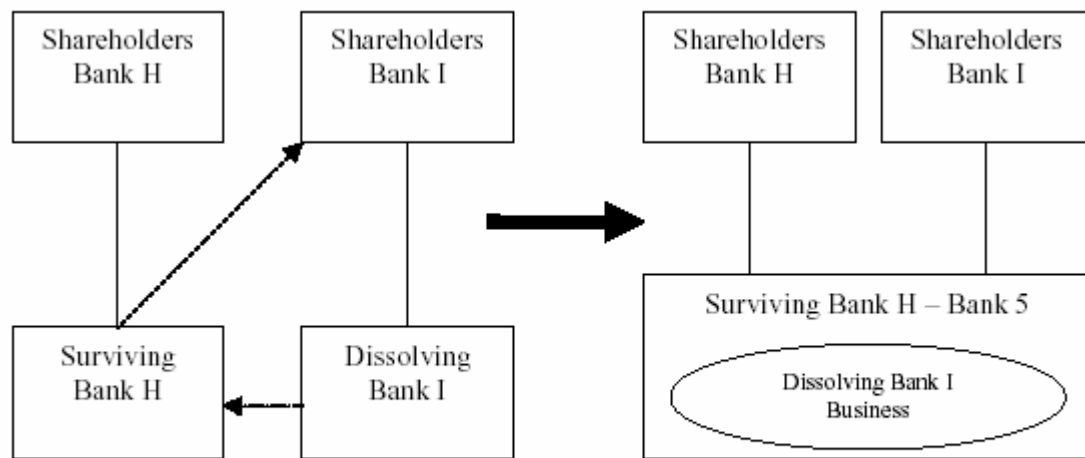 Shareholders
Bank H
Shareholders
Bank I
Shareholders
Bank H
Shareholders
Bank I
Surviving
Bank H
Dissolving
Bank I
Surviving Bank H – Bank 5
Dissolving Bank I
Business